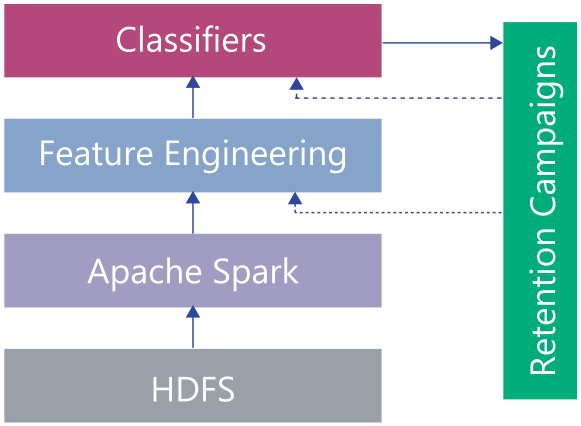 Classifiers
Feature Engineering
Apache Spark
HDFS
Retention Campaigns